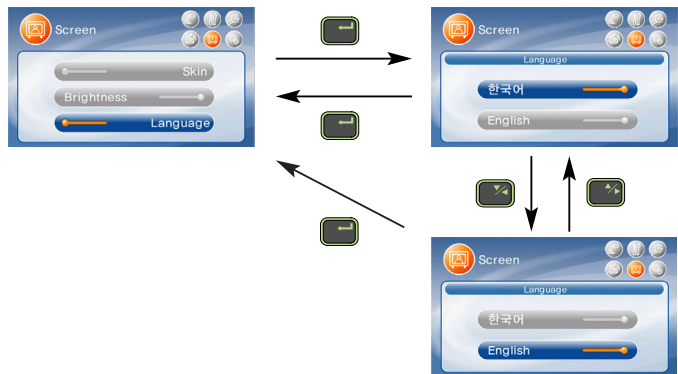 Screen
Skin
Brightness
Language
Screen
Language
한국어
English
Screen
Language
한국어
English